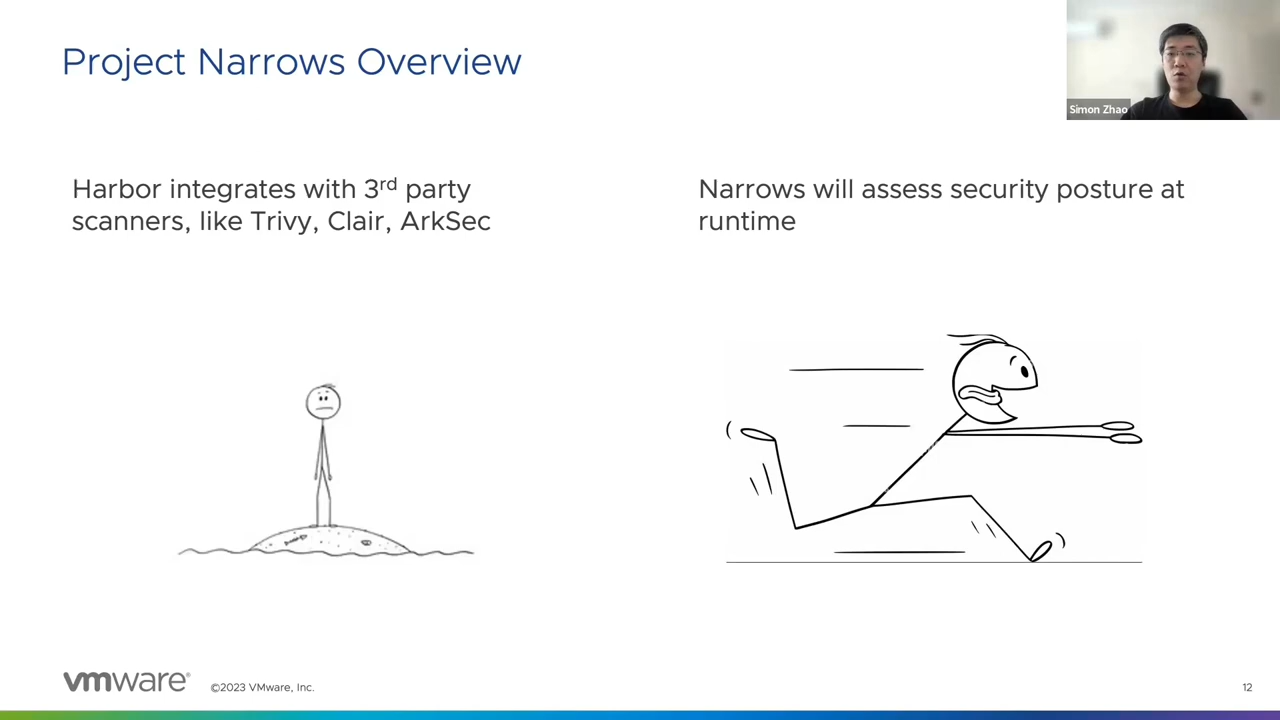 Project Narrows Overview
Simon Zhao
Harbor integrates with 3rd party
scanners, like Trivy, Clair, ArkSec
Narrows will assess security posture at
runtime
vmware®
©2023 VMware, Inc.
12